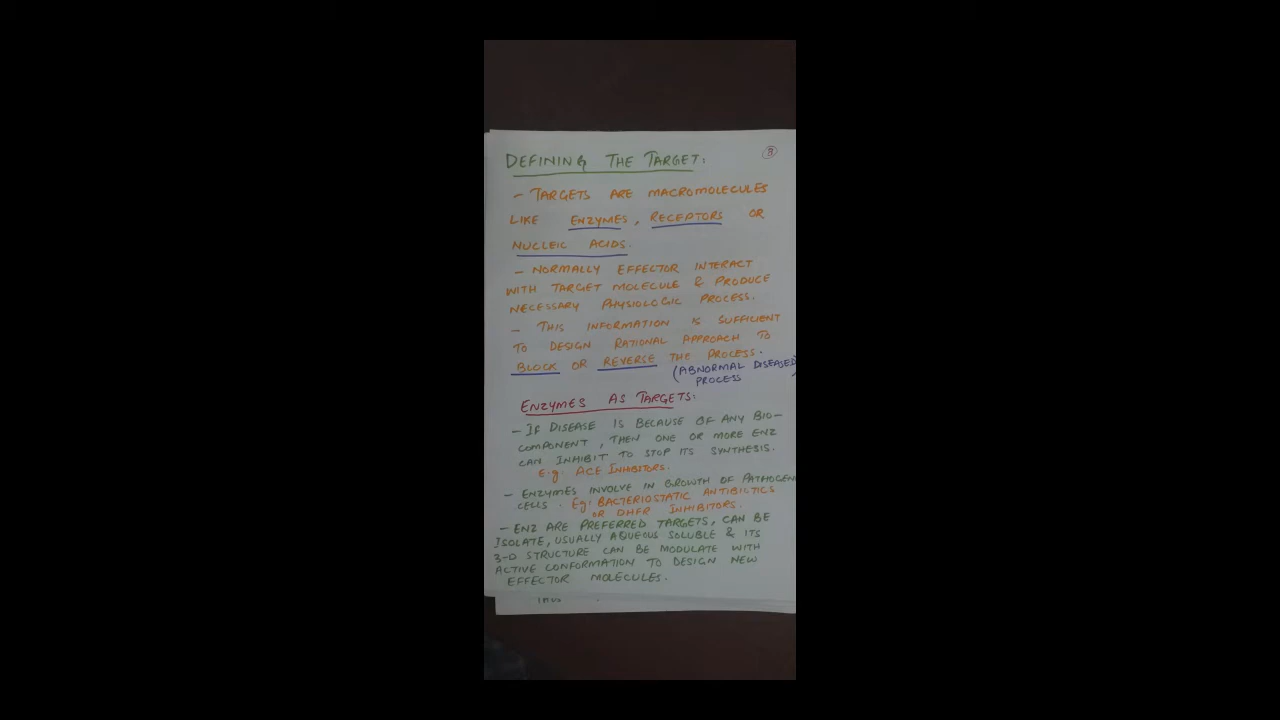 DEFINING THE TARGET:
3
- TARGETS ARE MACROMOLECULES
LIKE ENZYMES, RECEPTORS OR
NUCLEIC ACIDS.
- NORMALLY EFFECTOR INTERACT
WITH TARGET MOLECULE & PRODUCE
NECESSARY PHYSIOLOGIC PROCESS.
- THIS INFORMATION IS SUFFICIENT
TO DESIGN RATIONAL APPROACH TO
BLOCK OR REVERSE THE PROCESS.
(ABNORMAL DISEASED
PROCESS)
ENZYMES AS TARGETS:
- IF DISEASE IS BECAUSE OF ANY BIO-
COMPONENT, THEN ONE OR MORE ENZ
CAN INHIBIT TO STOP ITS SYNTHESIS.
E.g: ACE INHIBITORS.
- ENZYMES INVOLVE IN GROWTH OF PATHOGEN
CELLS. Eg: BACTERIOSTATIC ANTIBIOTICS
OR DHFR INHIBITORS.
- ENZ ARE PREFERRED TARGETS, CAN BE
ISOLATE, USUALLY AQUEOUS SOLUBLE & ITS
3-D STRUCTURE CAN BE MODULATE WITH
ACTIVE CONFORMATION TO DESIGN NEW
EFFECTOR MOLECULES.